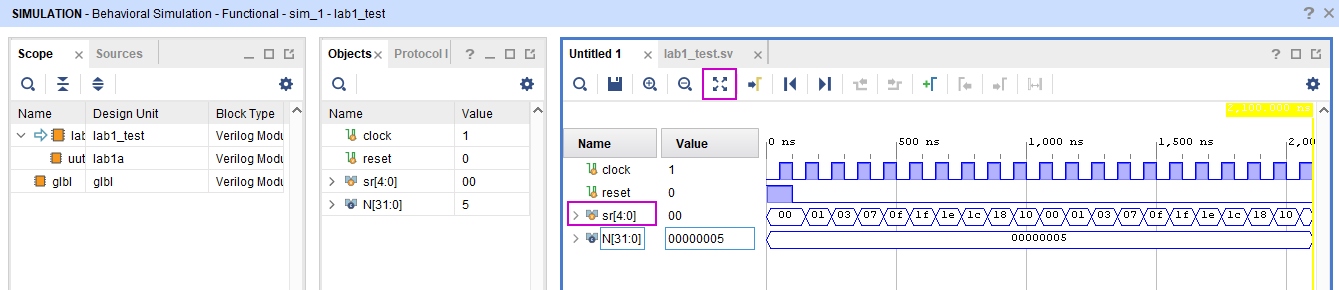 SIMULATION - Behavioral Simulation - Functional - sim_1 - lab1_test
Scope Sources
Name Design Unit Block Type
lab lab1_test Verilog Modu
uut lab1a Verilog Modu
glbl glbl Verilog Modu
Objects Protocol I
Name Value
clock 1
reset 0
sr[4:0] 00
N[31:0] 5
Untitled 1 lab1_test.sv
2,100.000 ns
Name Value
0 ns 500 ns 1,000 ns 1,500 ns 2,00
clock 1
reset 0
sr[4:0] 00 00 01 03 07 0f 1f 1e 1c 18 10 00 01 03 07 0f 1f 1e 1c 18 10
N[31:0] 00000005 00000005